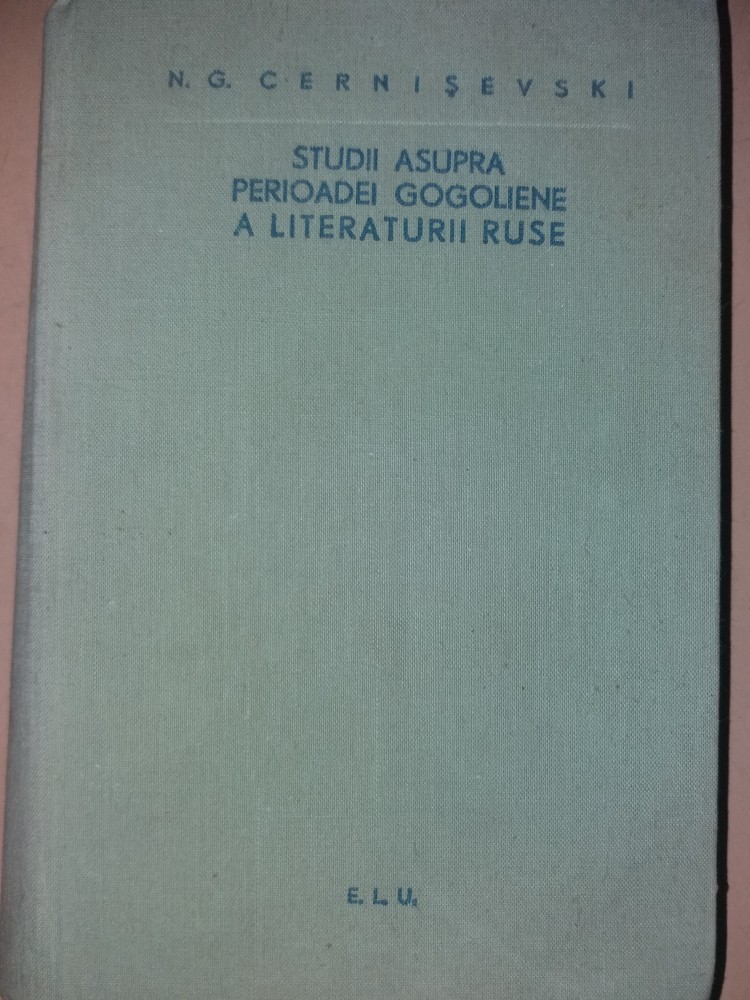 N. G. CERNIŞEVSKI
STUDII ASUPRA
PERIOADEI GOGOLIENE
A LITERATURII RUSE
E. L. U.